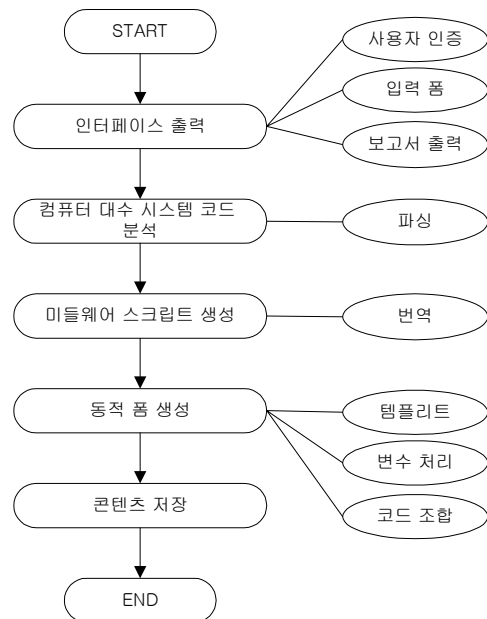 START
사용자 인증
입력 폼
인터페이스 출력
보고서 출력
컴퓨터 대수 시스템 코드
분석
파싱
미들웨어 스크립트 생성
번역
동적 폼 생성
템플리트
변수 처리
코드 조합
콘텐츠 저장
END